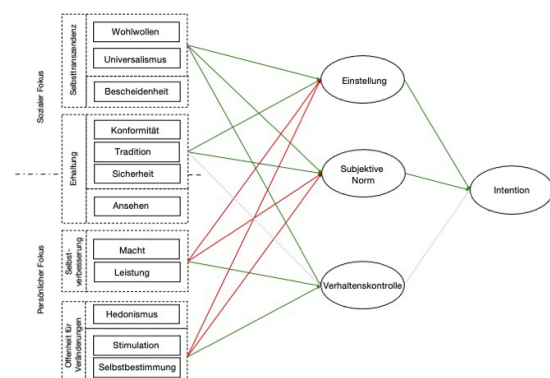 Sozialer Fokus
Selbsttranszendenz
Wohlwollen
Universalismus
Bescheidenheit
Erhaltung
Konformität
Tradition
Sicherheit
Ansehen
Persönlicher Fokus
Selbst-
verbesserung
Macht
Leistung
Offenheit für
Veränderungen
Hedonismus
Stimulation
Selbstbestimmung
Einstellung
Subjektive
Norm
Verhaltenskontrolle
Intention